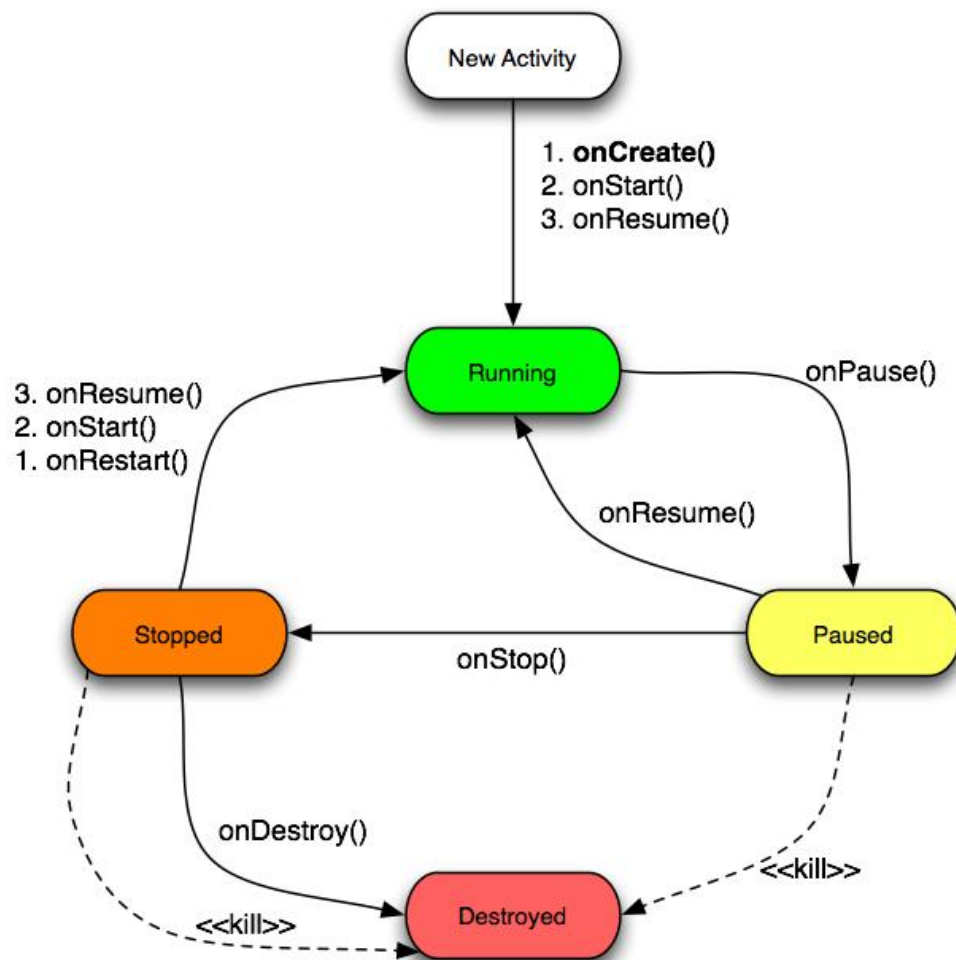 New Activity
1. onCreate()
2. onStart()
3. onResume()
Running
onPause()
3. onResume()
2. onStart()
1. onRestart()
onResume()
Stopped
Paused
onStop()
onDestroy()
<<kill>>
<<kill>>
Destroyed